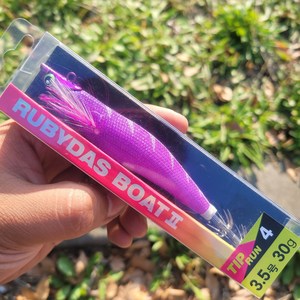 RUBYDAS BOAT II
TIP RUN
4
3.5号 30g